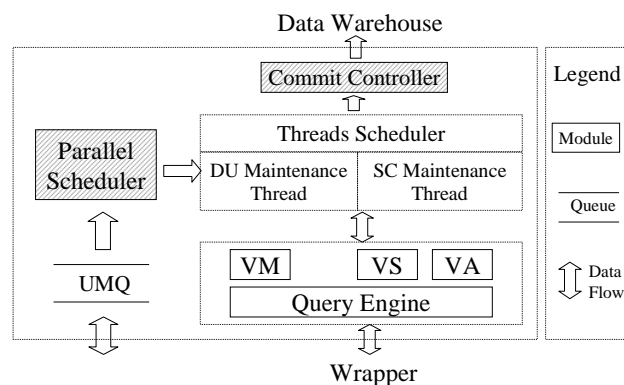 Data Warehouse
Commit Controller
Legend
Threads Scheduler
Module
Parallel
Scheduler
DU Maintenance
Thread
SC Maintenance
Thread
Queue
VM
VS
VA
UMQ
Query Engine
Data
Flow
Wrapper